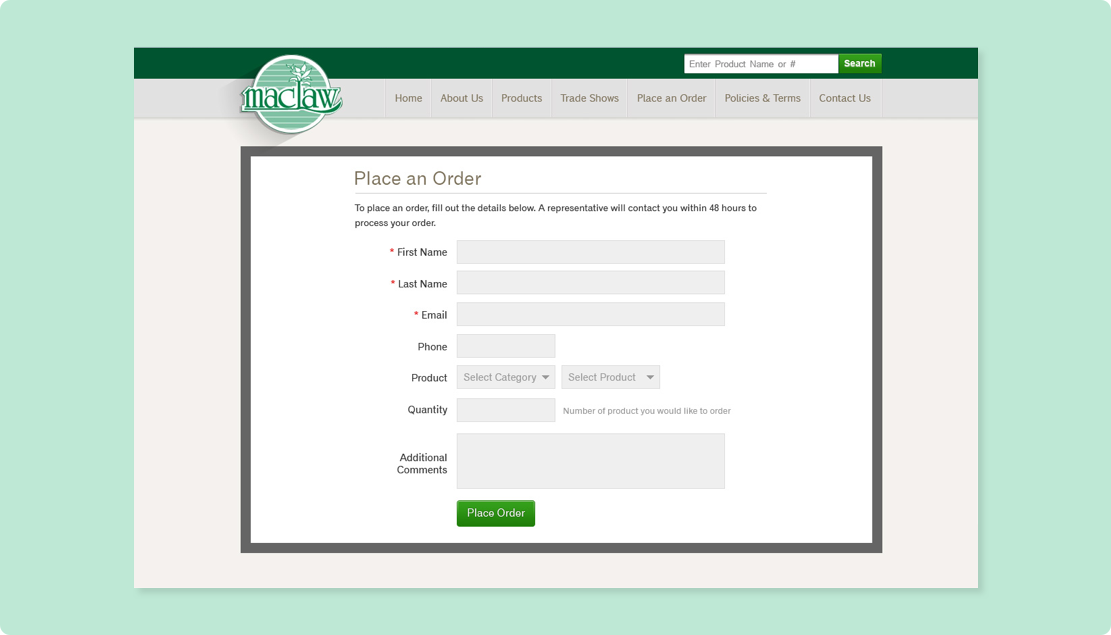 Enter Product Name or #
Search
maclaw
Home
About Us
Products
Trade Shows
Place an Order
Policies & Terms
Contact Us
Place an Order
To place an order, fill out the details below. A representative will contact you within 48 hours to
process your order.
* First Name
* Last Name
* Email
Phone
Product
Select Category
Select Product
Quantity
Number of product you would like to order
Additional
Comments
Place Order